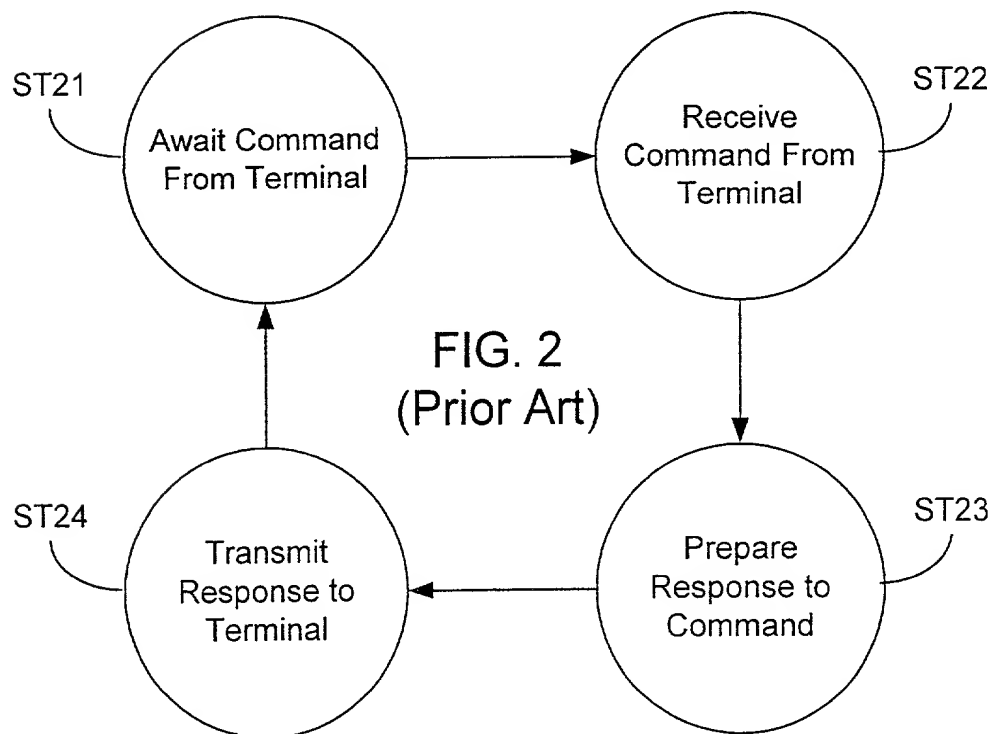 ST21
Await Command
From Terminal
Receive
Command From
Terminal
ST22
FIG. 2
(Prior Art)
ST24
Transmit
Response to
Terminal
Prepare
Response to
Command
ST23